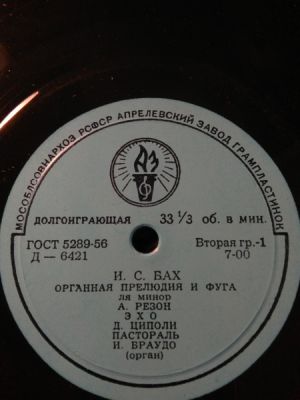 МОСОБЛСОВНАРХОЗ РСФСР АПРЕЛЕВСКИЙ ЗАВОД ГРАМПЛАСТИНОК
АЗ
ДОЛГОИГРАЮЩАЯ 33 1/3 об. в мин.
ГОСТ 5289-56 Вторая гр.-1
Д — 6421 7-00
И. С. БАХ
ОРГАННАЯ ПРЕЛЮДИЯ И ФУГА
ля минор
А. РЕЗОН
ЭХО
Д. ЦИПОЛИ
ПАСТОРАЛЬ
И. БРАУДО
(орган)